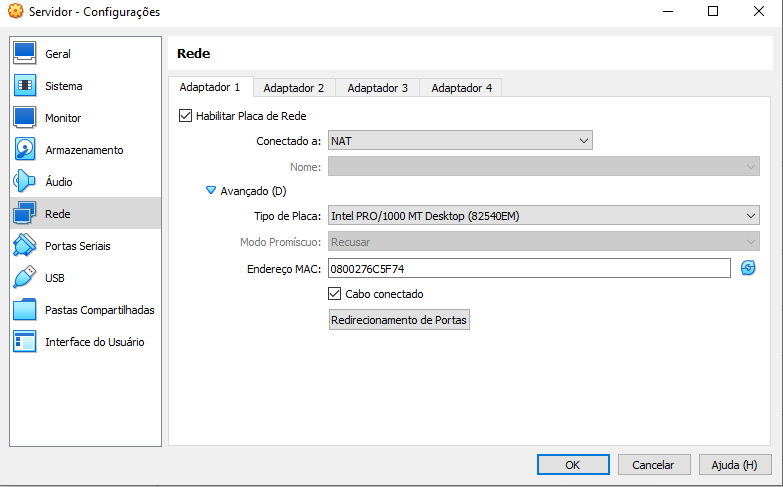 Servidor - Configurações
Geral
Sistema
Monitor
Armazenamento
Áudio
Rede
Portas Seriais
USB
Pastas Compartilhadas
Interface do Usuário
Rede
Adaptador 1 Adaptador 2 Adaptador 3 Adaptador 4
Habilitar Placa de Rede
Conectado a: NAT
Nome:
Avançado (D)
Tipo de Placa: Intel PRO/1000 MT Desktop (82540EM)
Modo Promíscuo: Recusar
Endereço MAC: 0800276C5F74
Cabo conectado
Redirecionamento de Portas
OK Cancelar Ajuda (H)